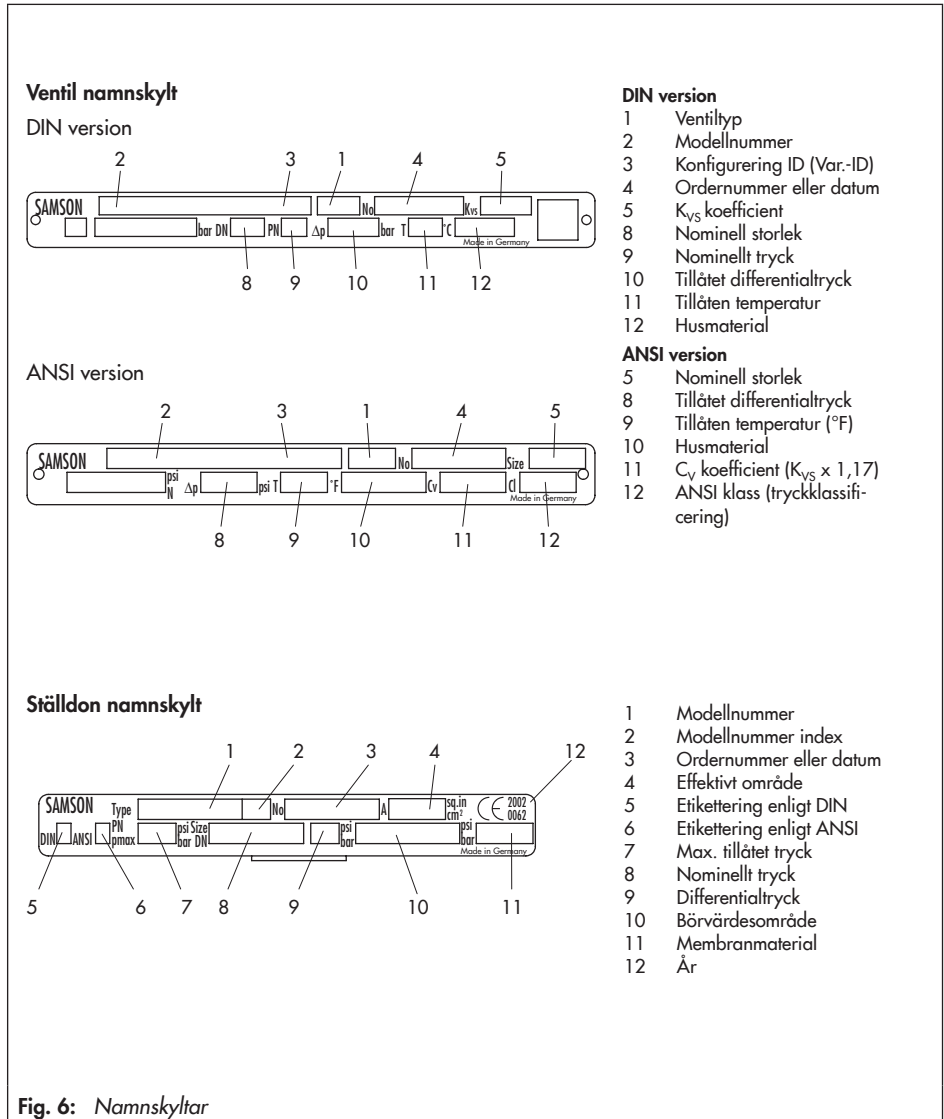 Ventil namnskylt
DIN version
2 3 1 4 5
SAMSON No Kvs
bar DN PN Δp bar T °C
Made in Germany
8 9 10 11 12
ANSI version
2 3 1 4 5
SAMSON No Size
psi N Δp psi T °F Cv Cl
Made in Germany
8 9 10 11 12
DIN version
1 Ventiltyp
2 Modellnummer
3 Konfigurering ID (Var.-ID)
4 Ordernummer eller datum
5 KVS koefficient
8 Nominell storlek
9 Nominellt tryck
10 Tillåtet differentialtryck
11 Tillåten temperatur
12 Husmaterial
ANSI version
5 Nominell storlek
8 Tillåtet differentialtryck
9 Tillåten temperatur (°F)
10 Husmaterial
11 CV koefficient (KVS x 1,17)
12 ANSI klass (tryckklassifi-
cering)
Ställdon namnskylt
1 2 3 4 12
SAMSON Type No A sq.in cm² CE 2002 0062
DIN ANSI PN pmax psi bar Size DN psi bar psi bar
Made in Germany
5 6 7 8 9 10 11
1 Modellnummer
2 Modellnummer index
3 Ordernummer eller datum
4 Effektivt område
5 Etikettering enligt DIN
6 Etikettering enligt ANSI
7 Max. tillåtet tryck
8 Nominellt tryck
9 Differentialtryck
10 Börvärdesområde
11 Membranmaterial
12 År
Fig. 6: Namnskyltar